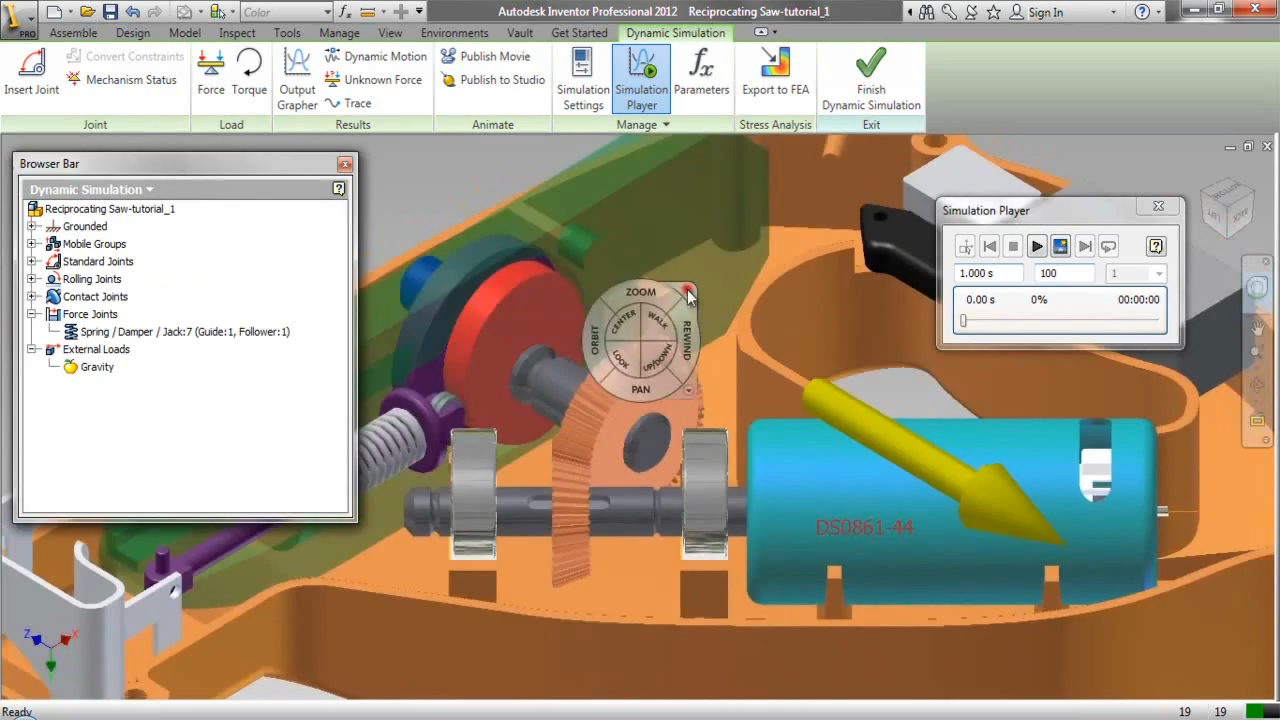 PRO
Color
Autodesk Inventor Professional 2012 Reciprocating Saw-tutorial_1
Sign In
Assemble Design Model Inspect Tools Manage View Environments Vault Get Started Dynamic Simulation
Insert Joint
Convert Constraints
Mechanism Status
Joint
Force
Torque
Load
Output Grapher
Dynamic Motion
Unknown Force
Trace
Results
Publish Movie
Publish to Studio
Animate
Simulation Settings
Simulation Player
Parameters
Manage
Export to FEA
Stress Analysis
Finish Dynamic Simulation
Exit
Browser Bar
Dynamic Simulation
Reciprocating Saw-tutorial_1
Grounded
Mobile Groups
Standard Joints
Rolling Joints
Contact Joints
Force Joints
Spring / Damper / Jack:7 (Guide:1, Follower:1)
External Loads
Gravity
ZOOM
CENTER WALK
ORBIT REWIND
LOOK UP/DOWN
PAN
Simulation Player
1.000 s 100 1
0.00 s 0% 00:00:00
DS0861-44
Z X
Ready 19 19